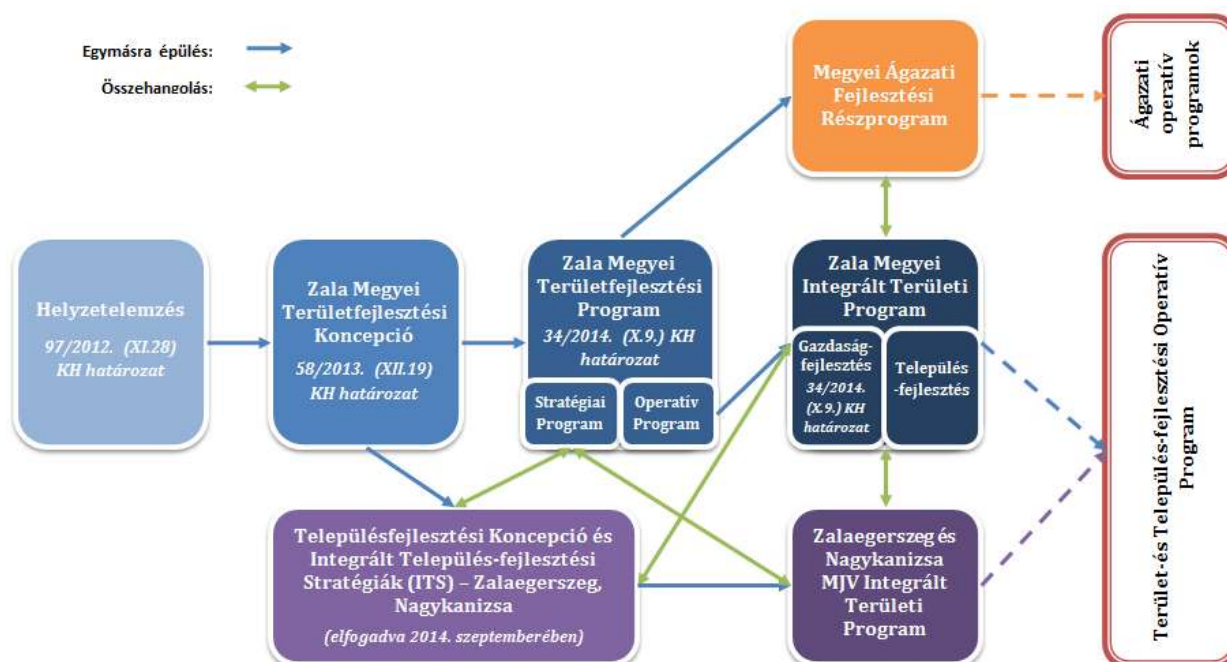 Egymásra épülés:
Összehangolás:
Megyei Ágazati
Fejlesztési
Részprogram
Ágazati
operatív
programok
Helyzetelemzés
97/2012. (XI.28)
KH határozat
Zala Megyei
Területfejlesztési
Koncepció
58/2013. (XII.19)
KH határozat
Zala Megyei
Területfejlesztési
Program
34/2014. (X.9.) KH
határozat
Stratégiai
Program
Operatív
Program
Zala Megyei
Integrált Területi
Program
Gazdaság-
fejlesztés
34/2014.
(X.9.) KH
határozat
Település
-fejlesztés
Terület-és Település-fejlesztési Operatív
Program
Településfejlesztési Koncepció és
Integrált Település-fejlesztési
Stratégiák (ITS) – Zalaegerszeg,
Nagykanizsa
(elfogadva 2014. szeptemberében)
Zalaegerszeg és
Nagykanizsa
MJV Integrált
Területi
Program